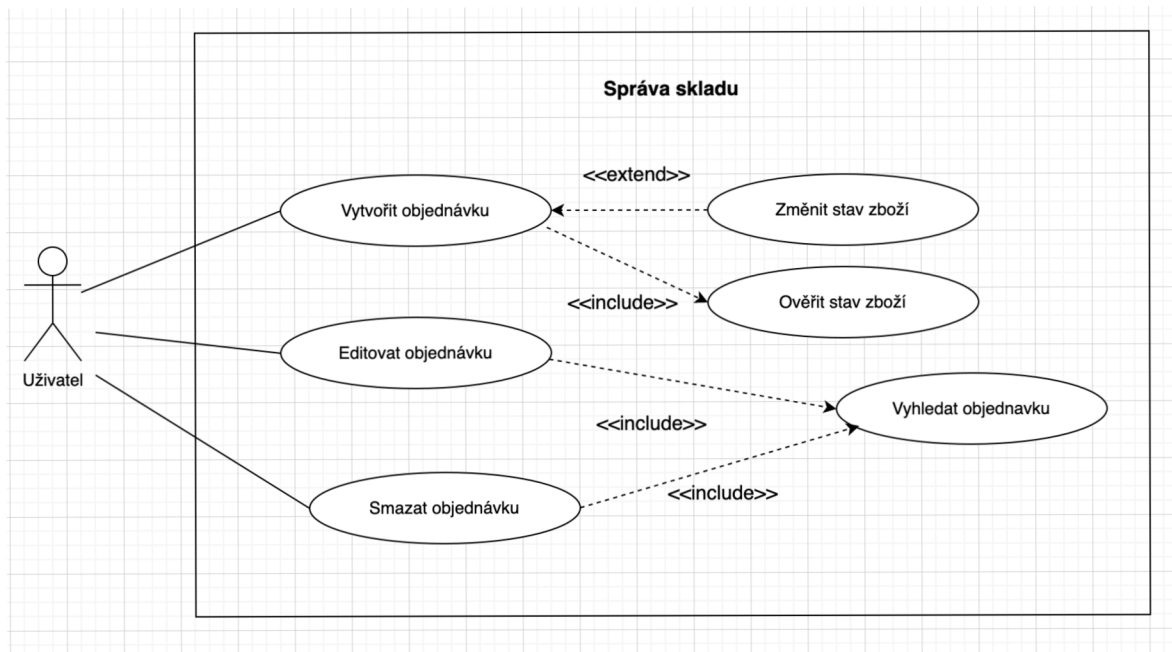 Správa skladu
<<extend>>
Vytvořit objednávku
Změnit stav zboží
<<include>>
Ověřit stav zboží
Uživatel
Editovat objednávku
Vyhledat objednavku
<<include>>
<<include>>
Smazat objednávku